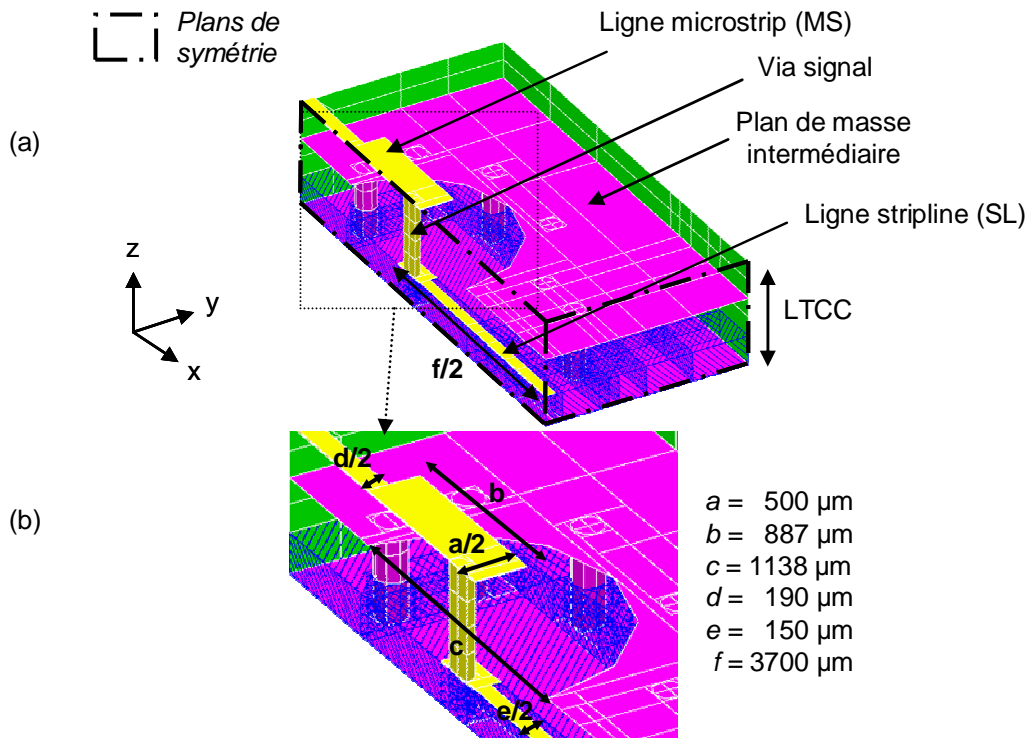 Plans de
symétrie
Ligne microstrip (MS)
Via signal
(a)
Plan de masse
intermédiaire
Ligne stripline (SL)
z
y
x
LTCC
f/2
(b)
d/2
b
a/2
c
e/2
a = 500 µm
b = 887 µm
c = 1138 µm
d = 190 µm
e = 150 µm
f = 3700 µm